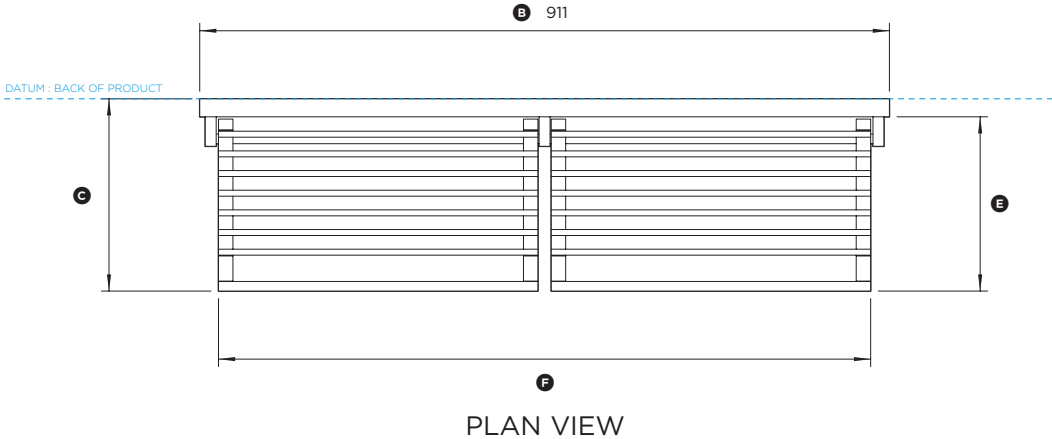 B 911
DATUM : BACK OF PRODUCT
C
E
F
PLAN VIEW